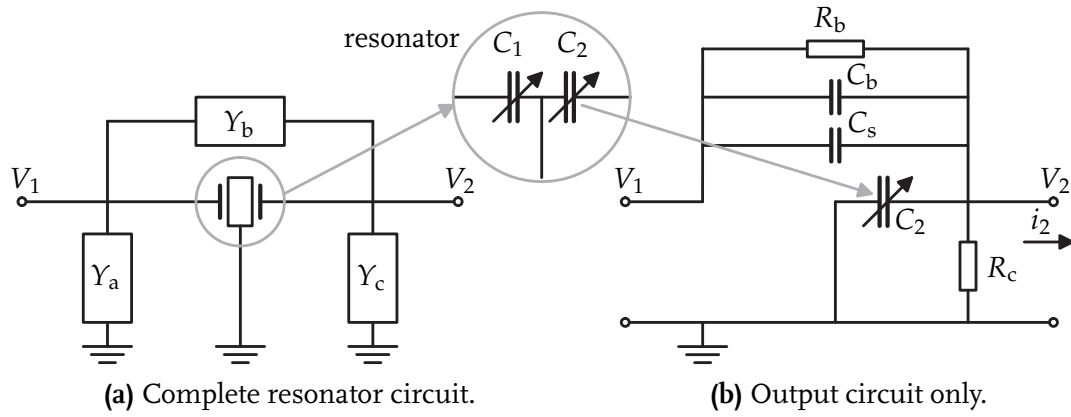 resonator
C1
C2
Yb
V1
V2
Ya
Yc
(a) Complete resonator circuit.
Rb
Cb
Cs
V1
V2
C2
i2
Rc
(b) Output circuit only.